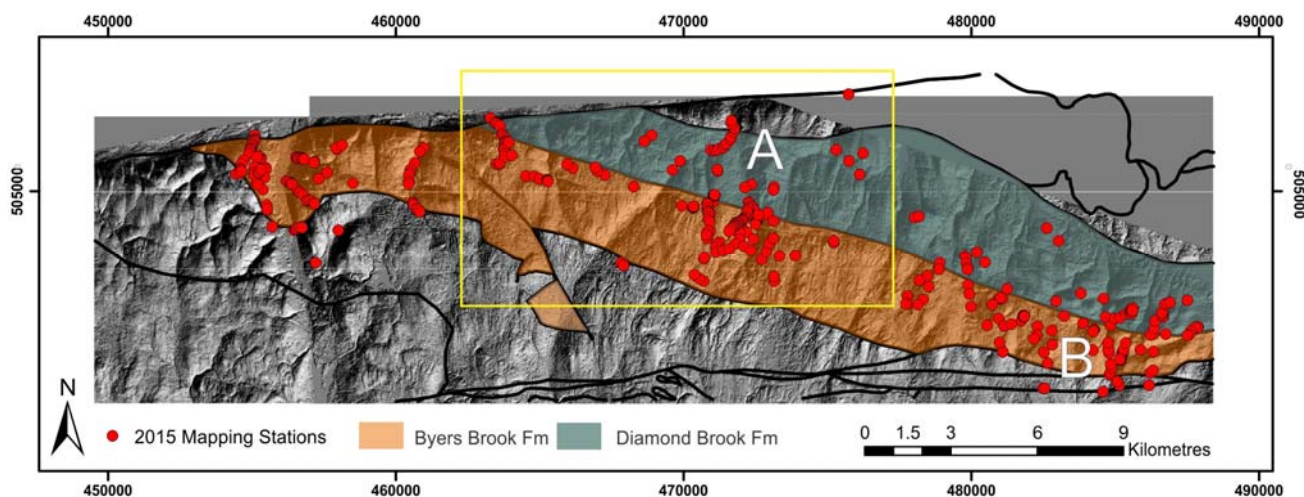 450000 460000 470000 480000 490000
505000 505000
A
B
N
2015 Mapping Stations Byers Brook Fm Diamond Brook Fm
0 1.5 3 6 9
Kilometres
450000 460000 470000 480000 490000